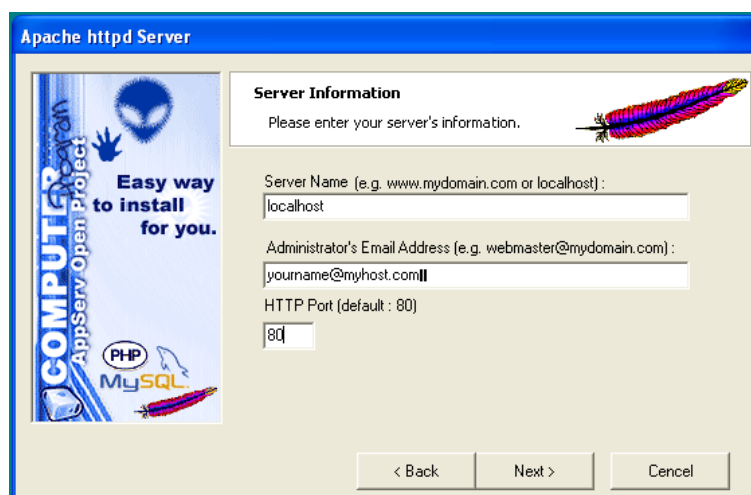 Apache httpd Server
Server Information
Please enter your server's information.
COMPUTER
Program
AppServ Open Project
Easy way
to install
for you.
PHP
MySQL
Server Name (e.g. www.mydomain.com or localhost) :
localhost
Administrator's Email Address (e.g. webmaster@mydomain.com) :
yourname@myhost.com
HTTP Port (default : 80)
80
< Back
Next >
Cencel